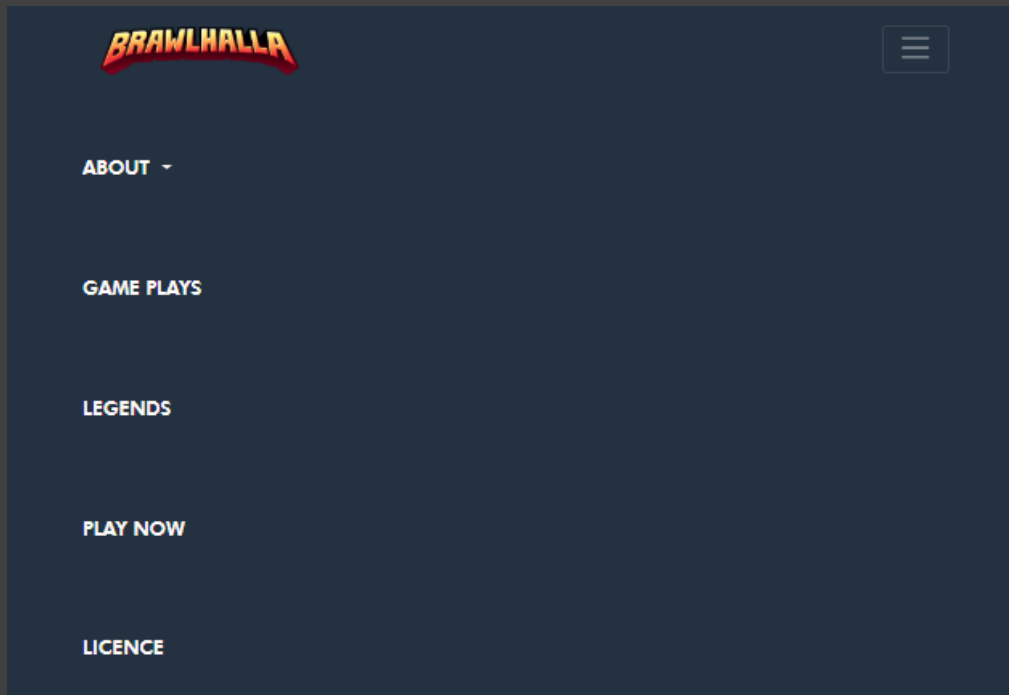 BRAWLHALLA
ABOUT
GAME PLAYS
LEGENDS
PLAY NOW
LICENCE